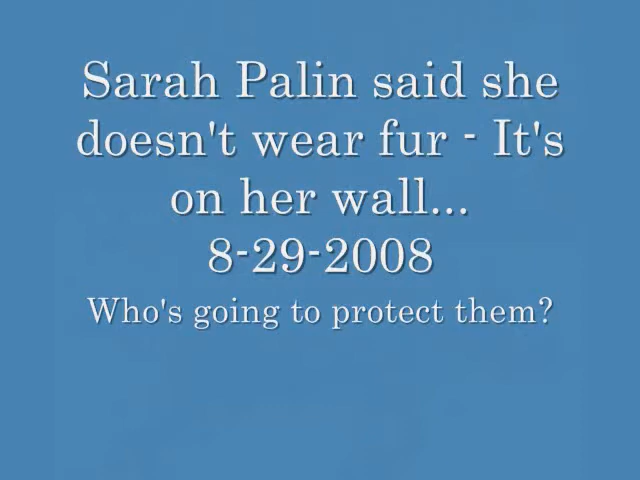 Sarah Palin said she
doesn't wear fur - It's
on her wall...
8-29-2008
Who's going to protect them?